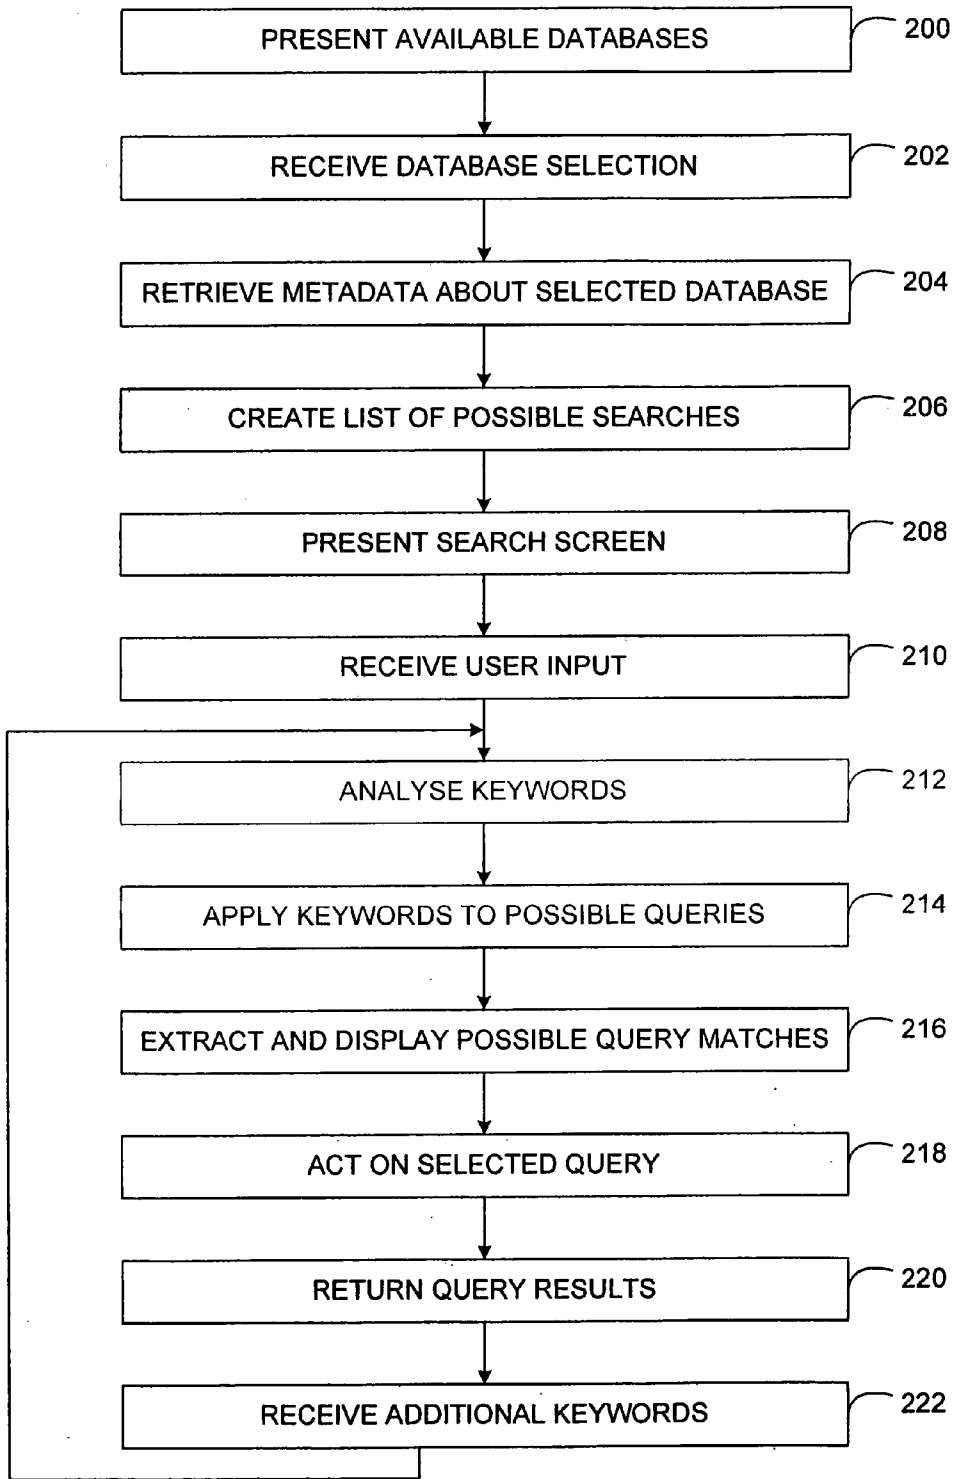 PRESENT AVAILABLE DATABASES 200
RECEIVE DATABASE SELECTION 202
RETRIEVE METADATA ABOUT SELECTED DATABASE 204
CREATE LIST OF POSSIBLE SEARCHES 206
PRESENT SEARCH SCREEN 208
RECEIVE USER INPUT 210
ANALYSE KEYWORDS 212
APPLY KEYWORDS TO POSSIBLE QUERIES 214
EXTRACT AND DISPLAY POSSIBLE QUERY MATCHES 216
ACT ON SELECTED QUERY 218
RETURN QUERY RESULTS 220
RECEIVE ADDITIONAL KEYWORDS 222